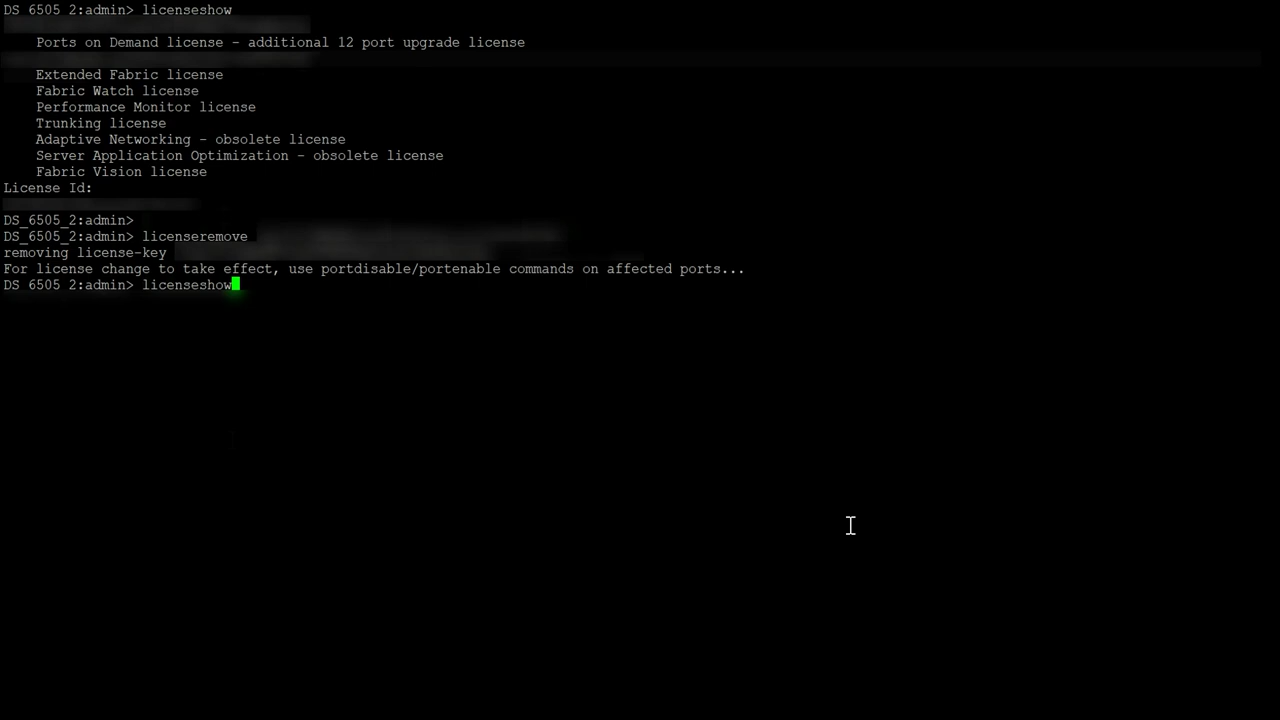 DS 6505 2:admin> licenseshow
Ports on Demand license - additional 12 port upgrade license
Extended Fabric license
Fabric Watch license
Performance Monitor license
Trunking license
Adaptive Networking - obsolete license
Server Application Optimization - obsolete license
Fabric Vision license
License Id:
DS_6505_2:admin>
DS_6505_2:admin> licenseremove
removing license-key
For license change to take effect, use portdisable/portenable commands on affected ports...
DS 6505 2:admin> licenseshow